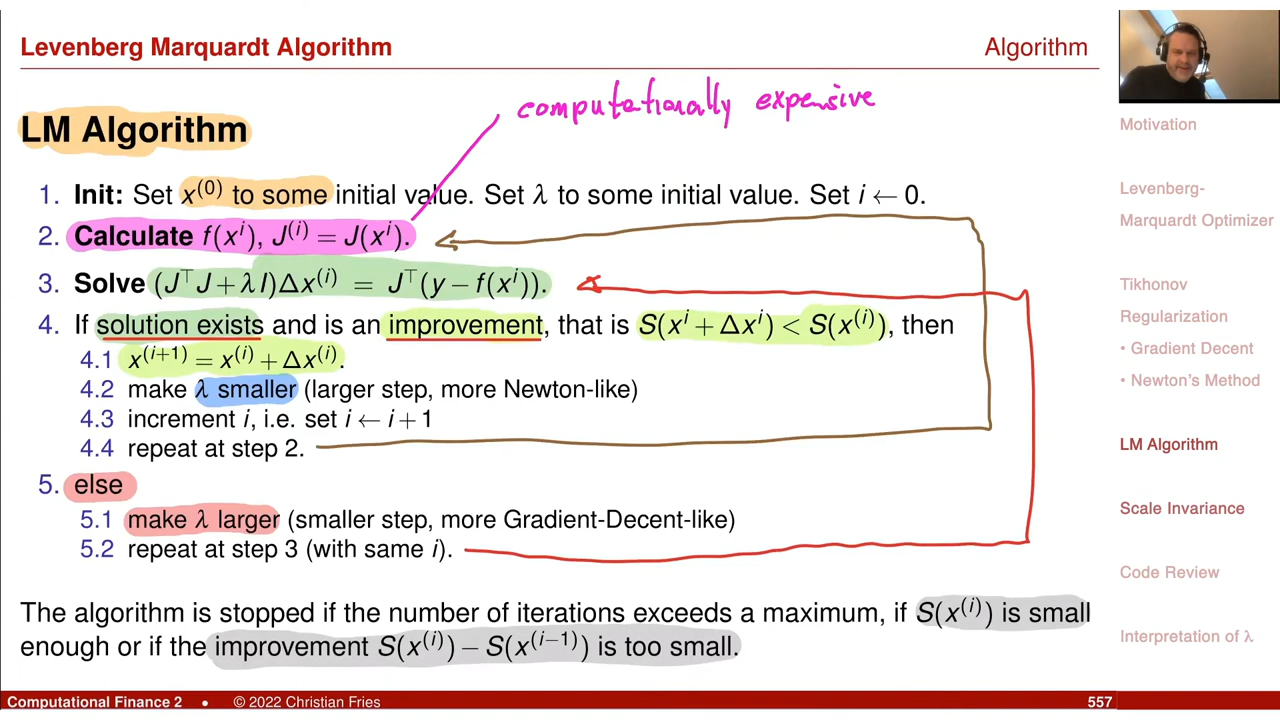 Levenberg Marquardt Algorithm
Algorithm
computationally expensive
LM Algorithm
1. Init: Set x⁽⁰⁾ to some initial value. Set λ to some initial value. Set i ← 0.
2. Calculate f(xⁱ), J⁽ⁱ⁾ = J(xⁱ).
3. Solve (J⊤J + λI)Δx⁽ⁱ⁾ = J⊤(y − f(xⁱ)).
4. If solution exists and is an improvement, that is S(xⁱ + Δxⁱ) < S(x⁽ⁱ⁾), then
4.1 x⁽ⁱ⁺¹⁾ = x⁽ⁱ⁾ + Δx⁽ⁱ⁾.
4.2 make λ smaller (larger step, more Newton-like)
4.3 increment i, i.e. set i ← i + 1
4.4 repeat at step 2.
5. else
5.1 make λ larger (smaller step, more Gradient-Decent-like)
5.2 repeat at step 3 (with same i).
The algorithm is stopped if the number of iterations exceeds a maximum, if S(x⁽ⁱ⁾) is small
enough or if the improvement S(x⁽ⁱ⁾) − S(x⁽ⁱ⁻¹⁾) is too small.
Motivation
Levenberg-
Marquardt Optimizer
Tikhonov
Regularization
• Gradient Decent
• Newton's Method
LM Algorithm
Scale Invariance
Code Review
Interpretation of λ
Computational Finance 2 • © 2022 Christian Fries
557